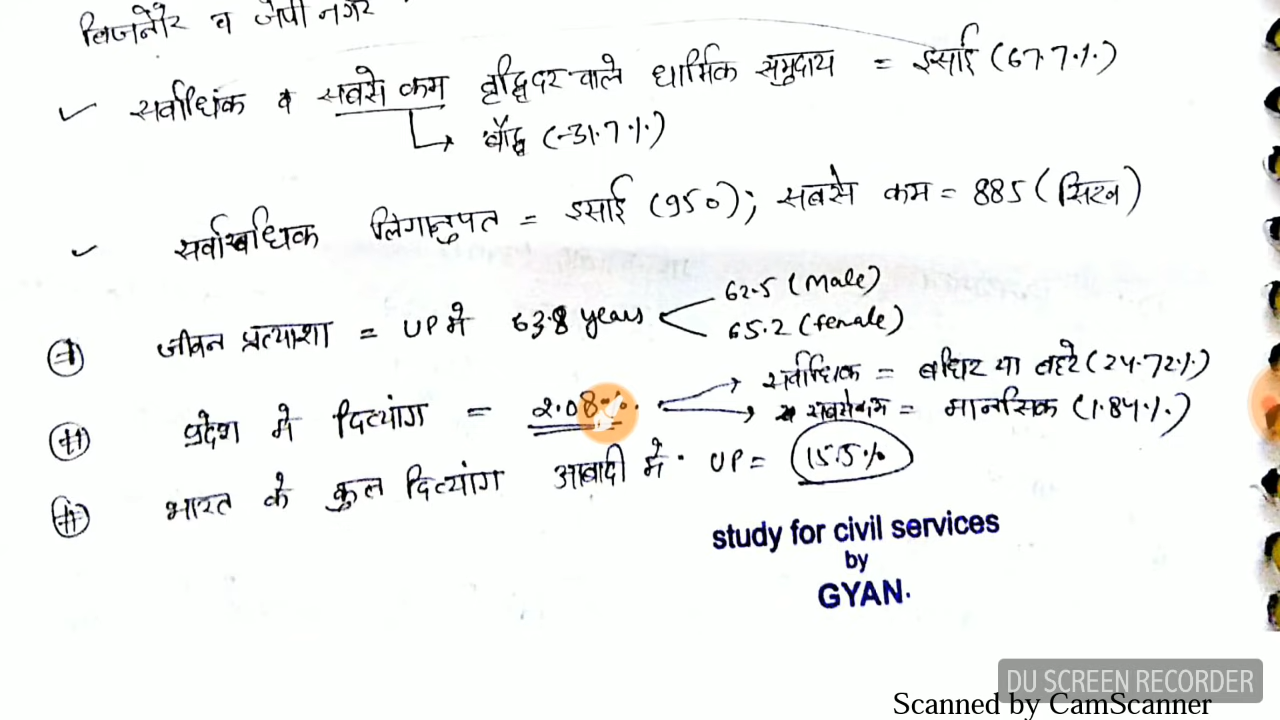 बिजनौर व जेपी नगर
✓ सर्वाधिक व सबसे कम वृद्धिदर वाले धार्मिक समुदाय = इसाई (67.7%)
→ बौद्ध (-31.7%)
✓ सर्वाधिक लिंगानुपत = इसाई (950); सबसे कम = 885 (सिख)
जीवन प्रत्याशा = UP मे 63.8 years
62.5 (Male)
65.2 (female)
प्रदेश मे दिव्यांग = 2.08%.
→ सर्वाधिक = बधिर या बहरे (24.72%)
→ सबसेकम = मानसिक (1.84%)
भारत के कुल दिव्यांग आबादी मे UP = 15.5%
study for civil services
by
GYAN.
DU SCREEN RECORDER
Scanned by CamScanner